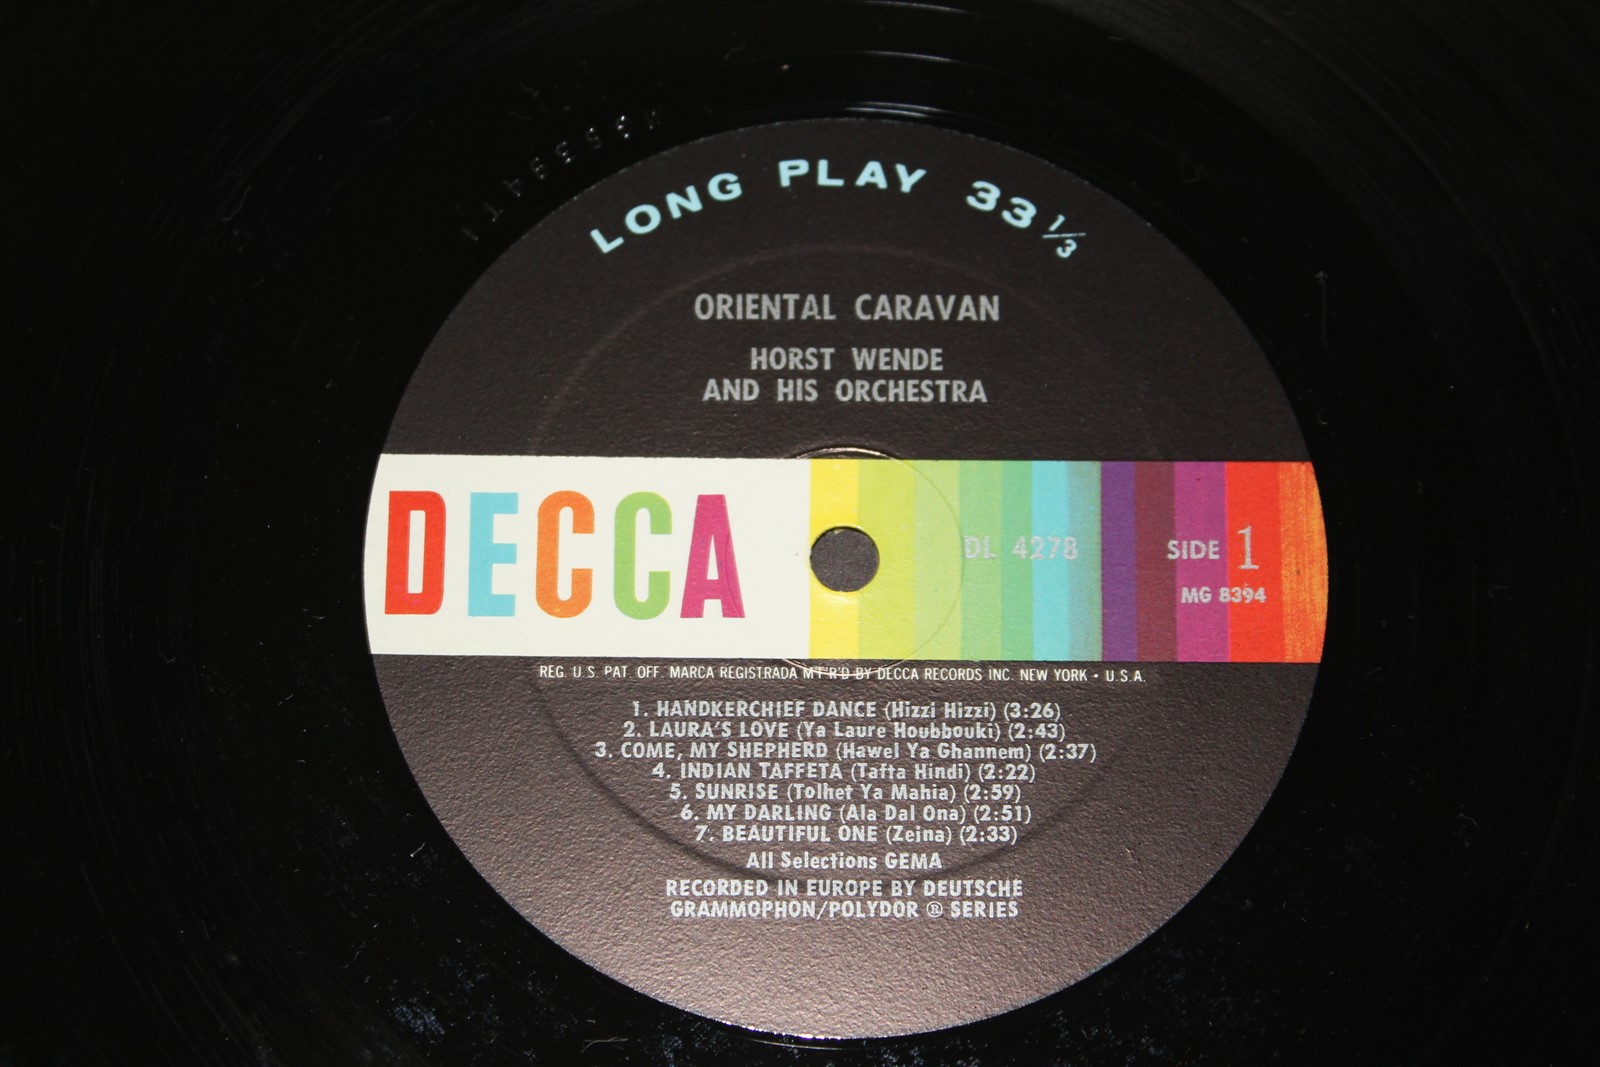 LONG PLAY 33 1/3
ORIENTAL CARAVAN
HORST WENDE
AND HIS ORCHESTRA
DECCA
DL 4278
SIDE 1
MG 8394
REG. U.S. PAT. OFF. MARCA REGISTRADA M'F'R'D BY DECCA RECORDS INC. NEW YORK • U.S.A.
1. HANDKERCHIEF DANCE (Hizzi Hizzi) (3:26)
2. LAURA'S LOVE (Ya Laure Houbbouki) (2:43)
3. COME, MY SHEPHERD (Hawel Ya Ghannem) (2:37)
4. INDIAN TAFFETA (Tafta Hindi) (2:22)
5. SUNRISE (Tolhet Ya Mahia) (2:59)
6. MY DARLING (Ala Dal Ona) (2:51)
7. BEAUTIFUL ONE (Zeina) (2:33)
All Selections GEMA
RECORDED IN EUROPE BY DEUTSCHE
GRAMMOPHON/POLYDOR ® SERIES